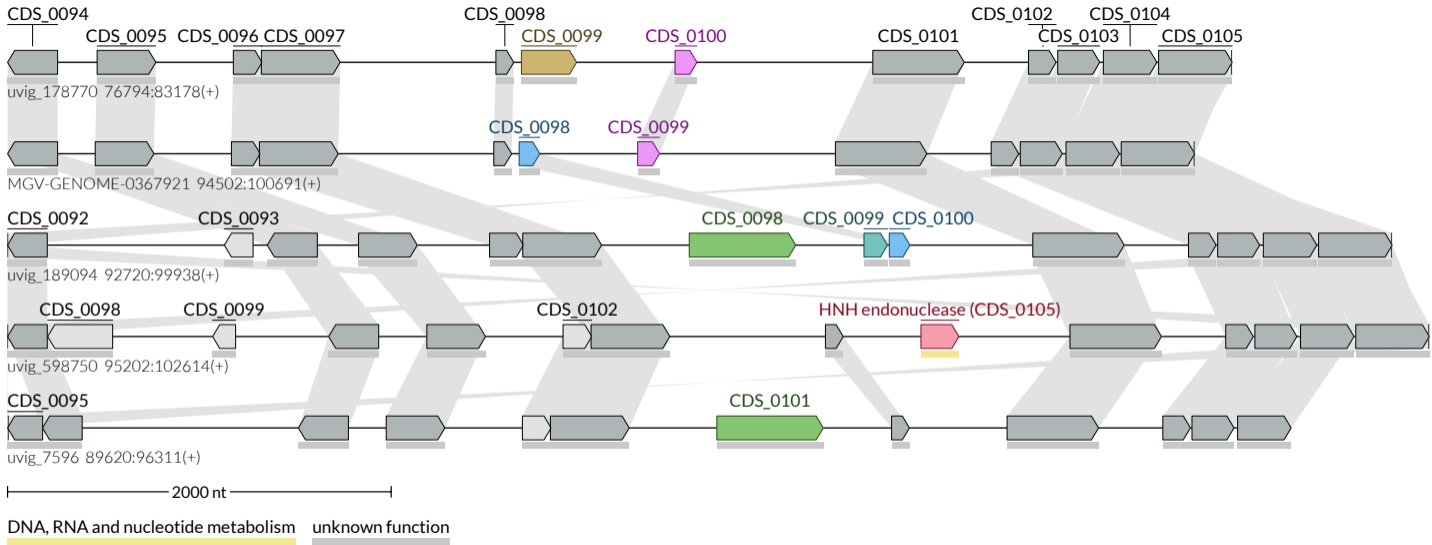 CDS_0094 CDS_0098 CDS_0102 CDS_0104
CDS_0095 CDS_0096 CDS_0097 CDS_0099 CDS_0100 CDS_0101 CDS_0103 CDS_0105
uvig_178770 76794:83178(+)
CDS_0098 CDS_0099
MGV-GENOME-0367921 94502:100691(+)
CDS_0092 CDS_0093 CDS_0098 CDS_0099 CDS_0100
uvig_189094 92720:99938(+)
CDS_0098 CDS_0099 CDS_0102 HNH endonuclease (CDS_0105)
uvig_598750 95202:102614(+)
CDS_0095 CDS_0101
uvig_7596 89620:96311(+)
2000 nt
DNA, RNA and nucleotide metabolism unknown function